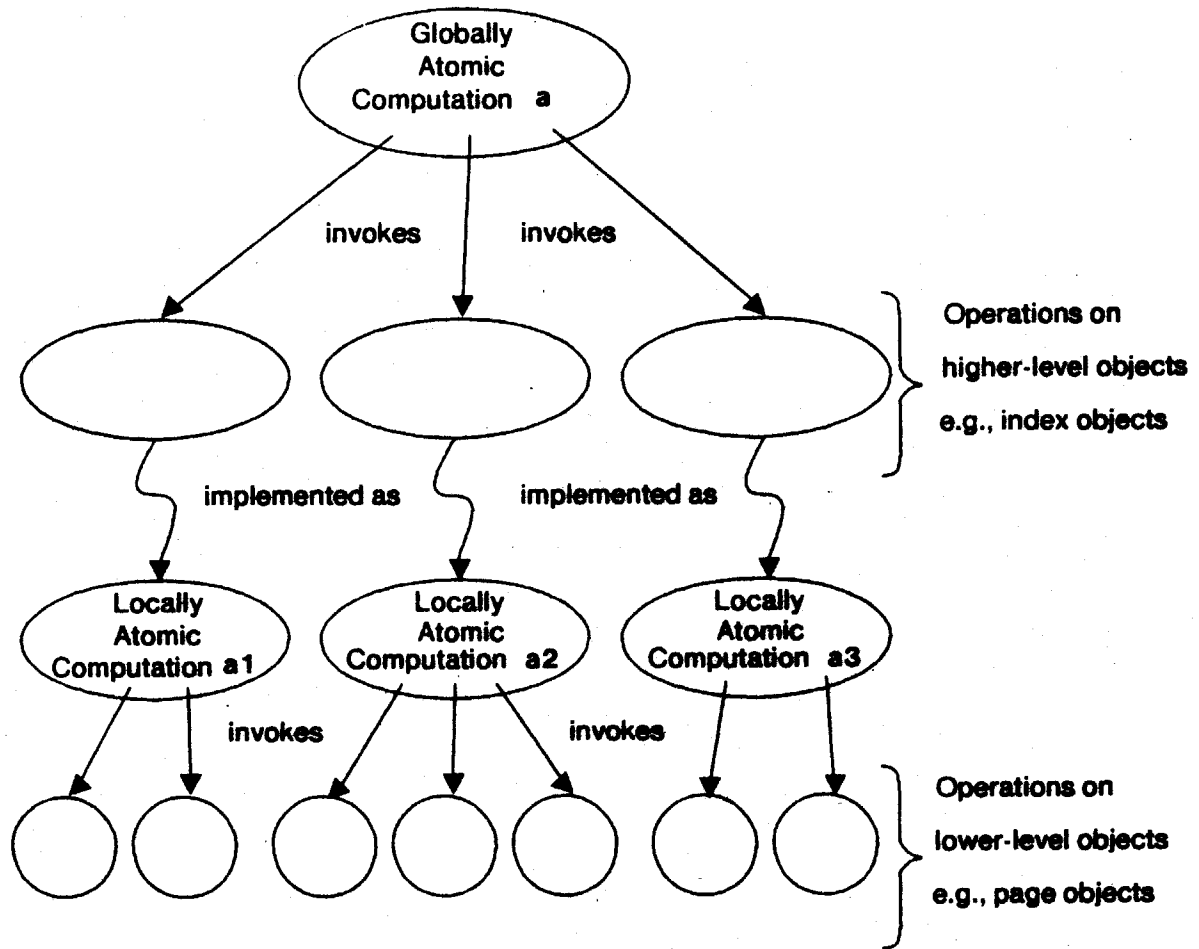 Globally
Atomic
Computation a
invokes
invokes
Operations on
higher-level objects
e.g., index objects
implemented as
implemented as
Locally
Atomic
Computation a1
Locally
Atomic
Computation a2
Locally
Atomic
Computation a3
invokes
invokes
Operations on
lower-level objects
e.g., page objects